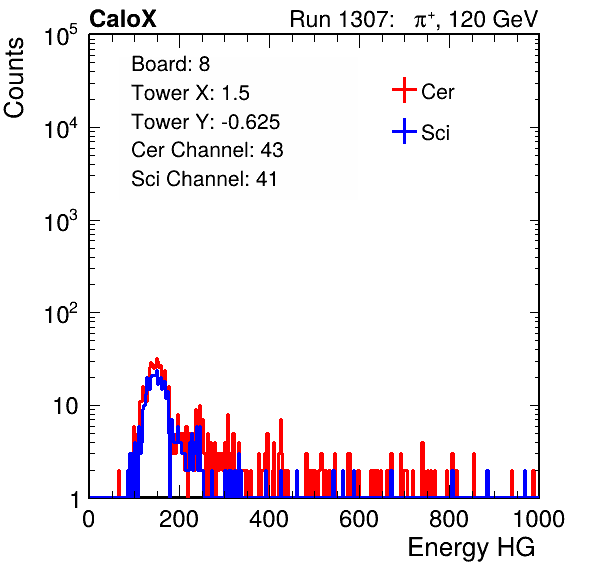 CaloX Run 1307: π⁺, 120 GeV
Counts
10⁵
10⁴
10³
10²
10
1
Board: 8
Tower X: 1.5
Tower Y: -0.625
Cer Channel: 43
Sci Channel: 41
Cer
Sci
0 200 400 600 800 1000
Energy HG